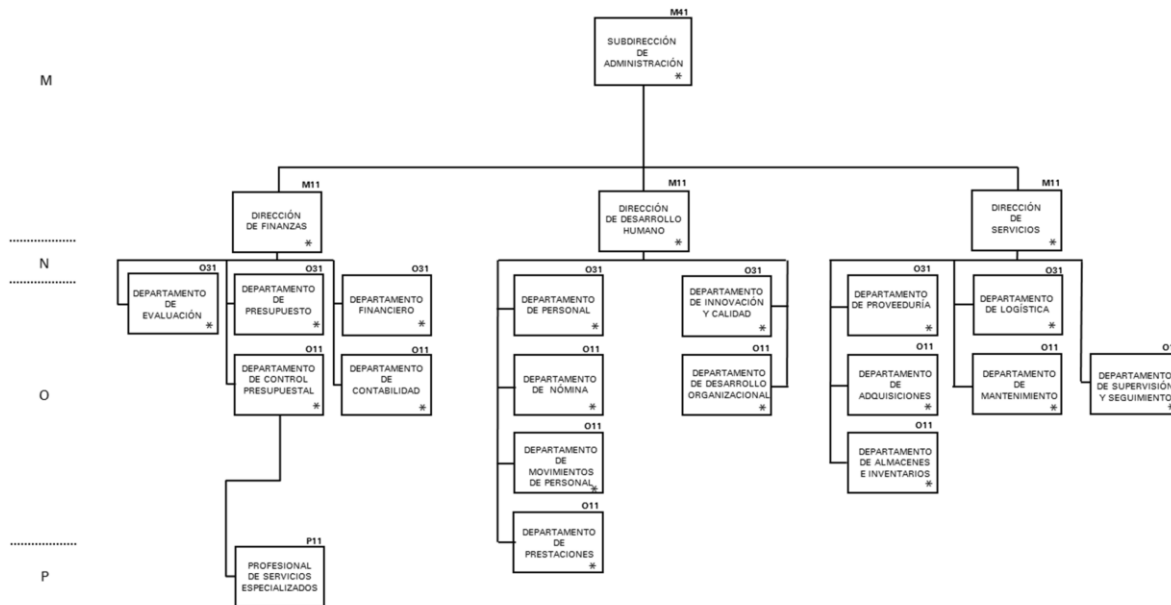 M41
SUBDIRECCIÓN
DE
ADMINISTRACIÓN
*
M
M11
DIRECCIÓN
DE FINANZAS
*
M11
DIRECCIÓN
DE DESARROLLO
HUMANO
*
M11
DIRECCIÓN
DE
SERVICIOS
*
N
O31
DEPARTAMENTO
DE
EVALUACIÓN
*
O31
DEPARTAMENTO
DE
PRESUPUESTO
*
O31
DEPARTAMENTO
FINANCIERO
*
O31
DEPARTAMENTO
DE PERSONAL
*
O31
DEPARTAMENTO
DE INNOVACIÓN
Y CALIDAD
*
O31
DEPARTAMENTO
DE PROVEEDURÍA
*
O31
DEPARTAMENTO
DE LOGÍSTICA
*
O
O11
DEPARTAMENTO
DE CONTROL
PRESUPUESTAL
*
O11
DEPARTAMENTO
DE
CONTABILIDAD
*
O11
DEPARTAMENTO
DE NÓMINA
*
O11
DEPARTAMENTO
DE DESARROLLO
ORGANIZACIONAL
*
O11
DEPARTAMENTO
DE
ADQUISICIONES
*
O11
DEPARTAMENTO
DE
MANTENIMIENTO
*
DEPARTAMENTO
DE SUPERVISIÓN
Y SEGUIMIENTO
*
O11
DEPARTAMENTO
DE
MOVIMIENTOS
DE PERSONAL
*
O11
DEPARTAMENTO
DE ALMACENES
E INVENTARIOS
*
O11
DEPARTAMENTO
DE
PRESTACIONES
*
P
P11
PROFESIONAL
DE SERVICIOS
ESPECIALIZADOS